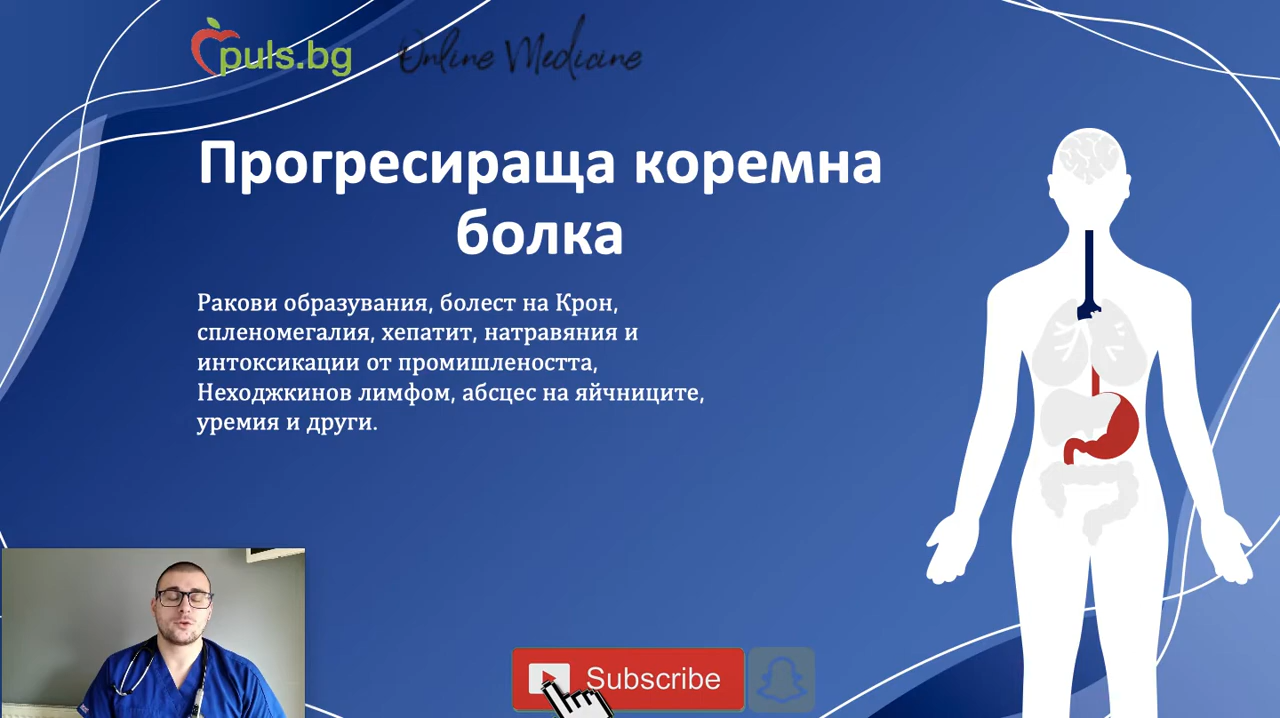 puls.bg
Online Medicine
Прогресираща коремна
болка
Ракови образувания, болест на Крон,
спленомегалия, хепатит, натравяния и
интоксикации от промишлеността,
Неходжкинов лимфом, абсцес на яйчниците,
уремия и други.
Subscribe